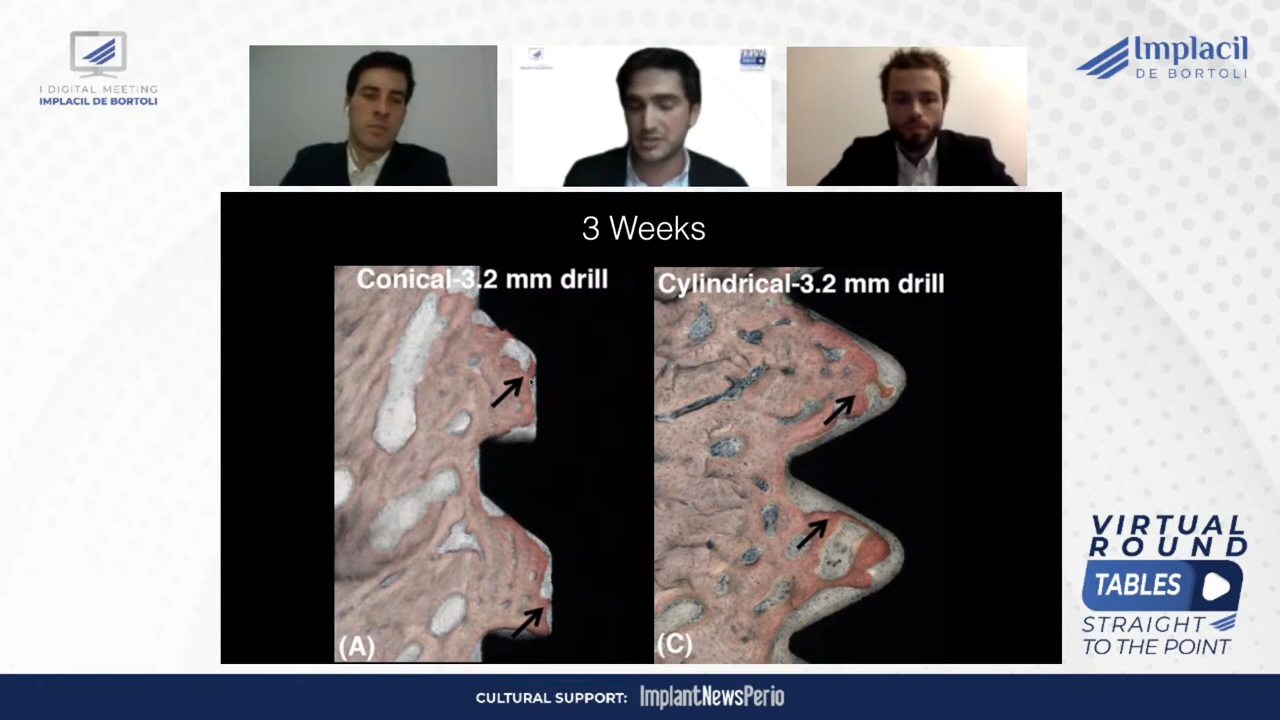 I DIGITAL MEETING
IMPLACIL DE BORTOLI
Implacil
DE BORTOLI
3 Weeks
Conical-3.2 mm drill
Cylindrical-3.2 mm drill
(A)
(C)
VIRTUAL
ROUND
TABLES
STRAIGHT
TO THE POINT
CULTURAL SUPPORT: ImplantNewsPerio